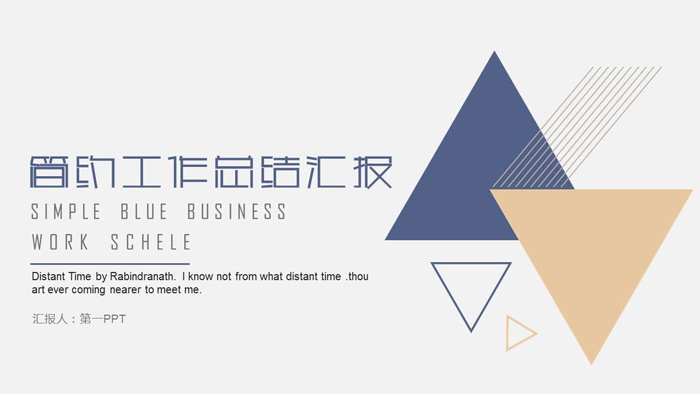 简约工作总结汇报
SIMPLE BLUE BUSINESS
WORK SCHELE
Distant Time by Rabindranath. I know not from what distant time .thou
art ever coming nearer to meet me.
汇报人：第一PPT